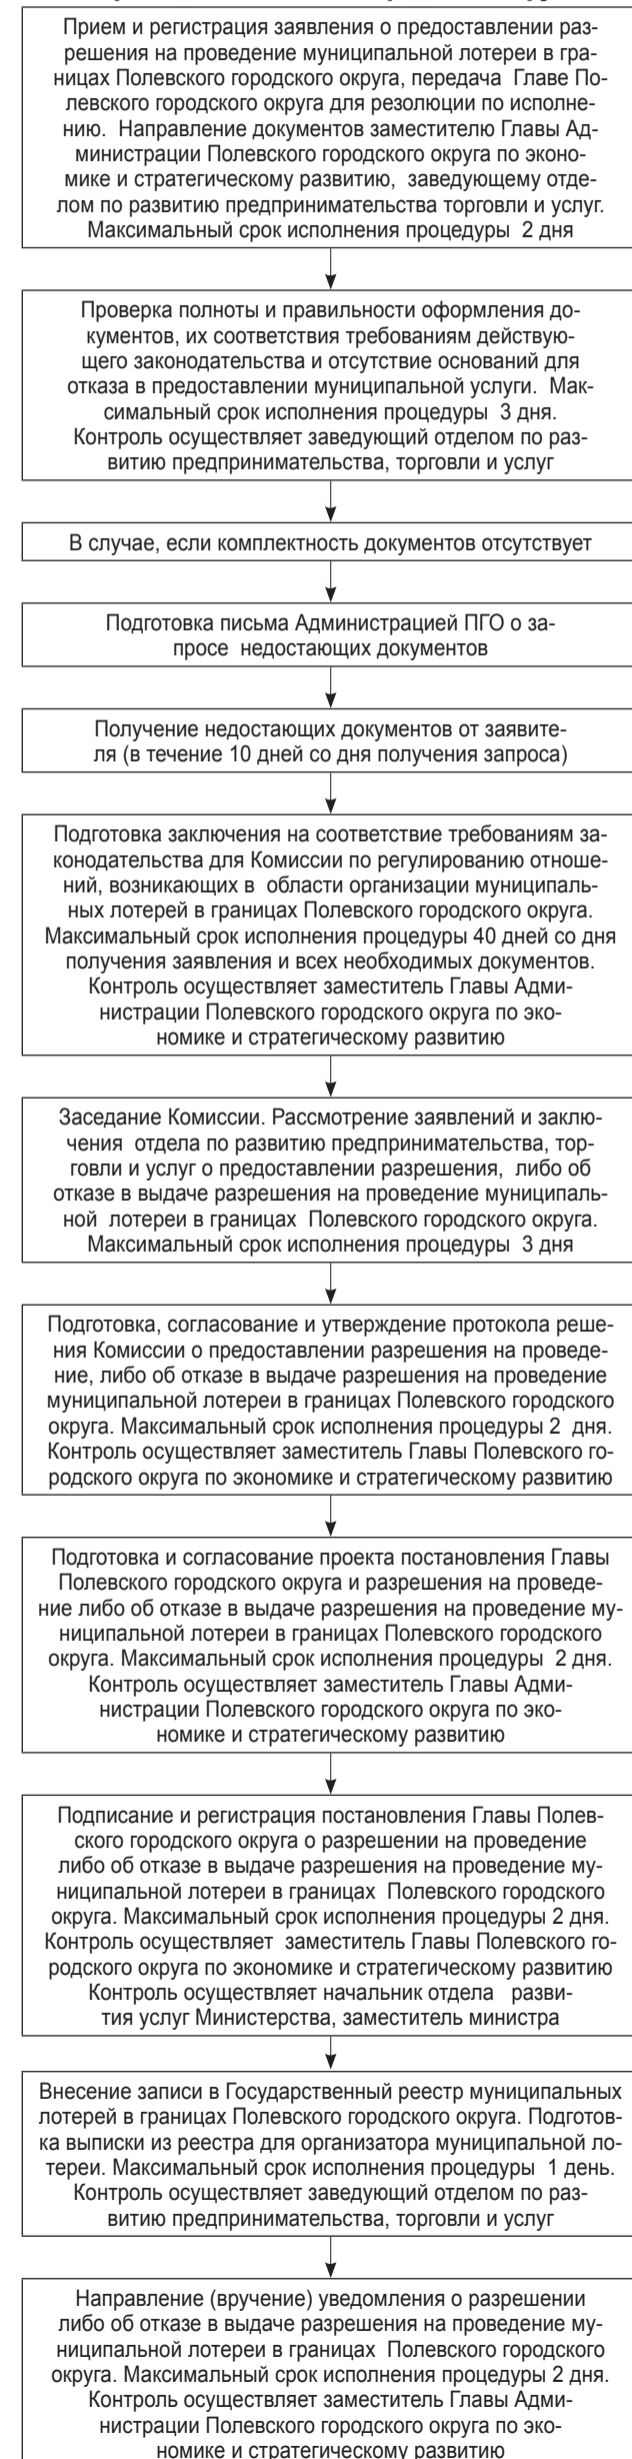 Прием и регистрация заявления о предоставлении раз-
решения на проведение муниципальной лотереи в гра-
ницах Полевского городского округа, передача Главе По-
левского городского округа для резолюции по исполне-
нию. Направление документов заместителю Главы Ад-
министрации Полевского городского округа по эконо-
мике и стратегическому развитию, заведующему отде-
лом по развитию предпринимательства торговли и услуг.
Максимальный срок исполнения процедуры 2 дня
Проверка полноты и правильности оформления до-
кументов, их соответствия требованиям действую-
щего законодательства и отсутствие оснований для
отказа в предоставлении муниципальной услуги. Мак-
симальный срок исполнения процедуры 3 дня.
Контроль осуществляет заведующий отделом по раз-
витию предпринимательства, торговли и услуг
В случае, если комплектность документов отсутствует
Подготовка письма Администрацией ПГО о за-
просе недостающих документов
Получение недостающих документов от заявите-
ля (в течение 10 дней со дня получения запроса)
Подготовка заключения на соответствие требованиям за-
конодательства для Комиссии по регулированию отноше-
ний, возникающих в области организации муниципаль-
ных лотерей в границах Полевского городского округа.
Максимальный срок исполнения процедуры 40 дней со дня
получения заявления и всех необходимых документов.
Контроль осуществляет заместитель Главы Адми-
нистрации Полевского городского округа по эко-
номике и стратегическому развитию
Заседание Комиссии. Рассмотрение заявлений и заклю-
чения отдела по развитию предпринимательства, тор-
говли и услуг о предоставлении разрешения, либо об
отказе в выдаче разрешения на проведение муниципаль-
ной лотереи в границах Полевского городского округа.
Максимальный срок исполнения процедуры 3 дня
Подготовка, согласование и утверждение протокола реше-
ния Комиссии о предоставлении разрешения на проведе-
ние, либо об отказе в выдаче разрешения на проведение
муниципальной лотереи в границах Полевского городского
округа. Максимальный срок исполнения процедуры 2 дня.
Контроль осуществляет заместитель Главы Полевского го-
родского округа по экономике и стратегическому развитию
Подготовка и согласование проекта постановления Главы
Полевского городского округа и разрешения на проведе-
ние либо об отказе в выдаче разрешения на проведение му-
ниципальной лотереи в границах Полевского городского
округа. Максимальный срок исполнения процедуры 2 дня.
Контроль осуществляет заместитель Главы Адми-
нистрации Полевского городского округа по эко-
номике и стратегическому развитию
Подписание и регистрация постановления Главы Полев-
ского городского округа о разрешении на проведение
либо об отказе в выдаче разрешения на проведение му-
ниципальной лотереи в границах Полевского городского
округа. Максимальный срок исполнения процедуры 2 дня.
Контроль осуществляет заместитель Главы Полевского го-
родского округа по экономике и стратегическому развитию
Контроль осуществляет начальник отдела разви-
тия услуг Министерства, заместитель министра
Внесение записи в Государственный реестр муниципальных
лотерей в границах Полевского городского округа. Подготов-
ка выписки из реестра для организатора муниципальной ло-
тереи. Максимальный срок исполнения процедуры 1 день.
Контроль осуществляет заведующий отделом по раз-
витию предпринимательства, торговли и услуг
Направление (вручение) уведомления о разрешении
либо об отказе в выдаче разрешения на проведение му-
ниципальной лотереи в границах Полевского городского
округа. Максимальный срок исполнения процедуры 2 дня.
Контроль осуществляет заместитель Главы Адми-
нистрации Полевского городского округа по эко-
номике и стратегическому развитию